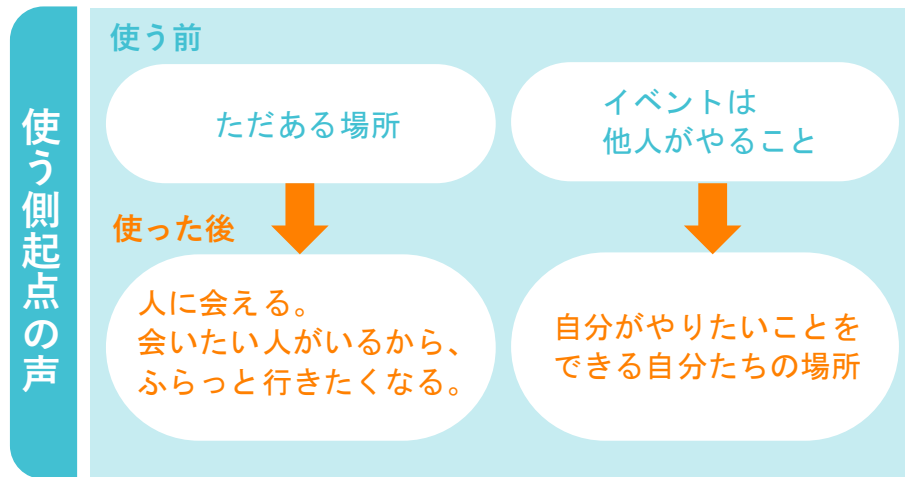 使う側起点の声
使う前
ただある場所
イベントは
他人がやること
使った後
人に会える。
会いたい人がいるから、
ふらっと行きたくなる。
自分がやりたいことを
できる自分たちの場所